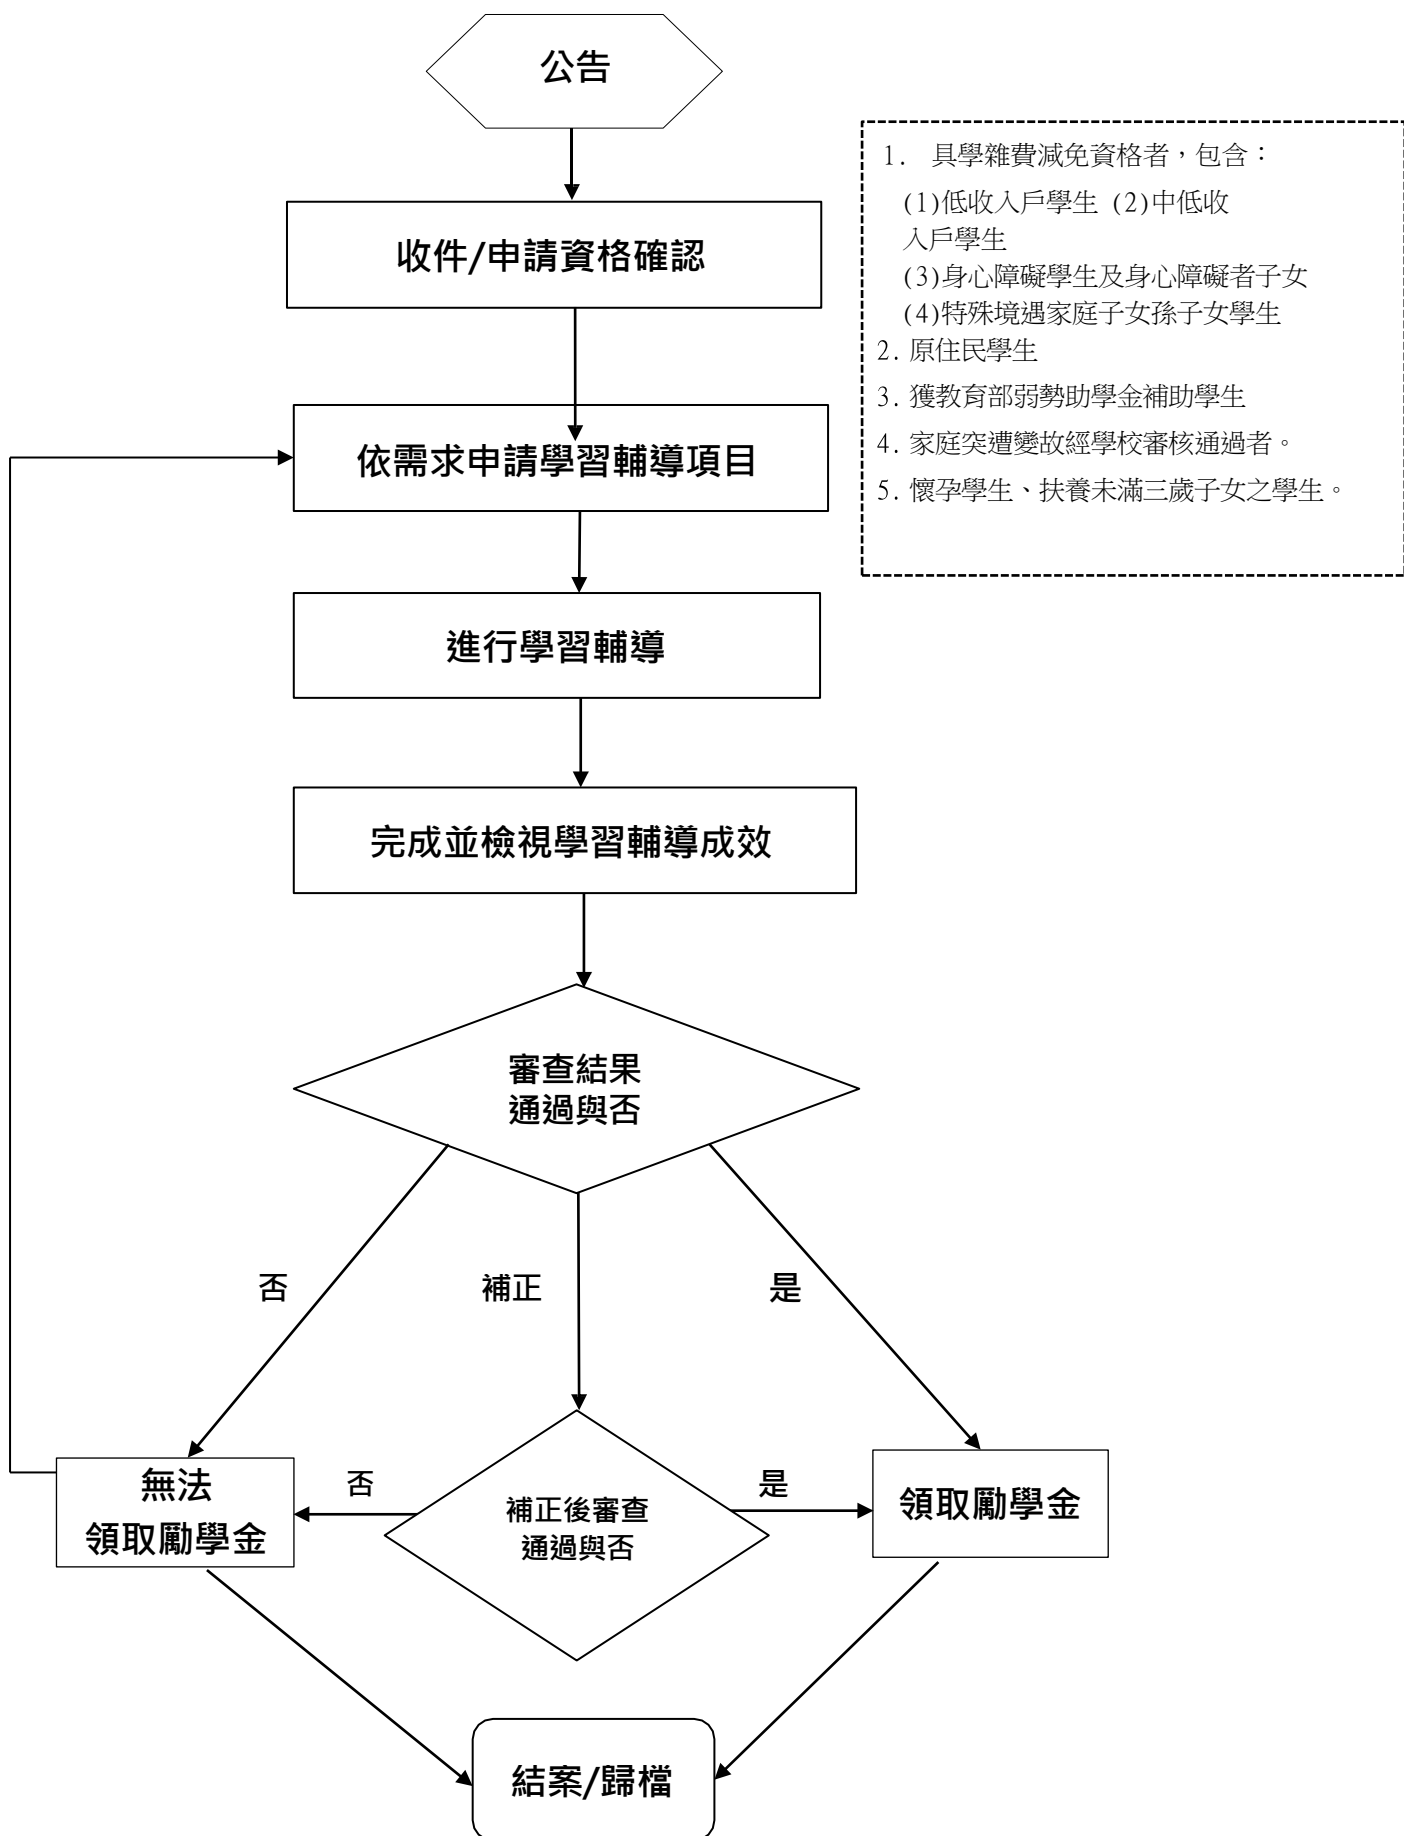 公告
收件/申請資格確認
1. 具學雜費減免資格者，包含：
(1)低收入戶學生 (2)中低收
入戶學生
(3)身心障礙學生及身心障礙者子女
(4)特殊境遇家庭子女孫子女學生
2. 原住民學生
3. 獲教育部弱勢助學金補助學生
4. 家庭突遭變故經學校審核通過者。
5. 懷孕學生、扶養未滿三歲子女之學生。
依需求申請學習輔導項目
進行學習輔導
完成並檢視學習輔導成效
審查結果
通過與否
否
補正
是
無法
領取勵學金
否
補正後審查
通過與否
是
領取勵學金
結案/歸檔